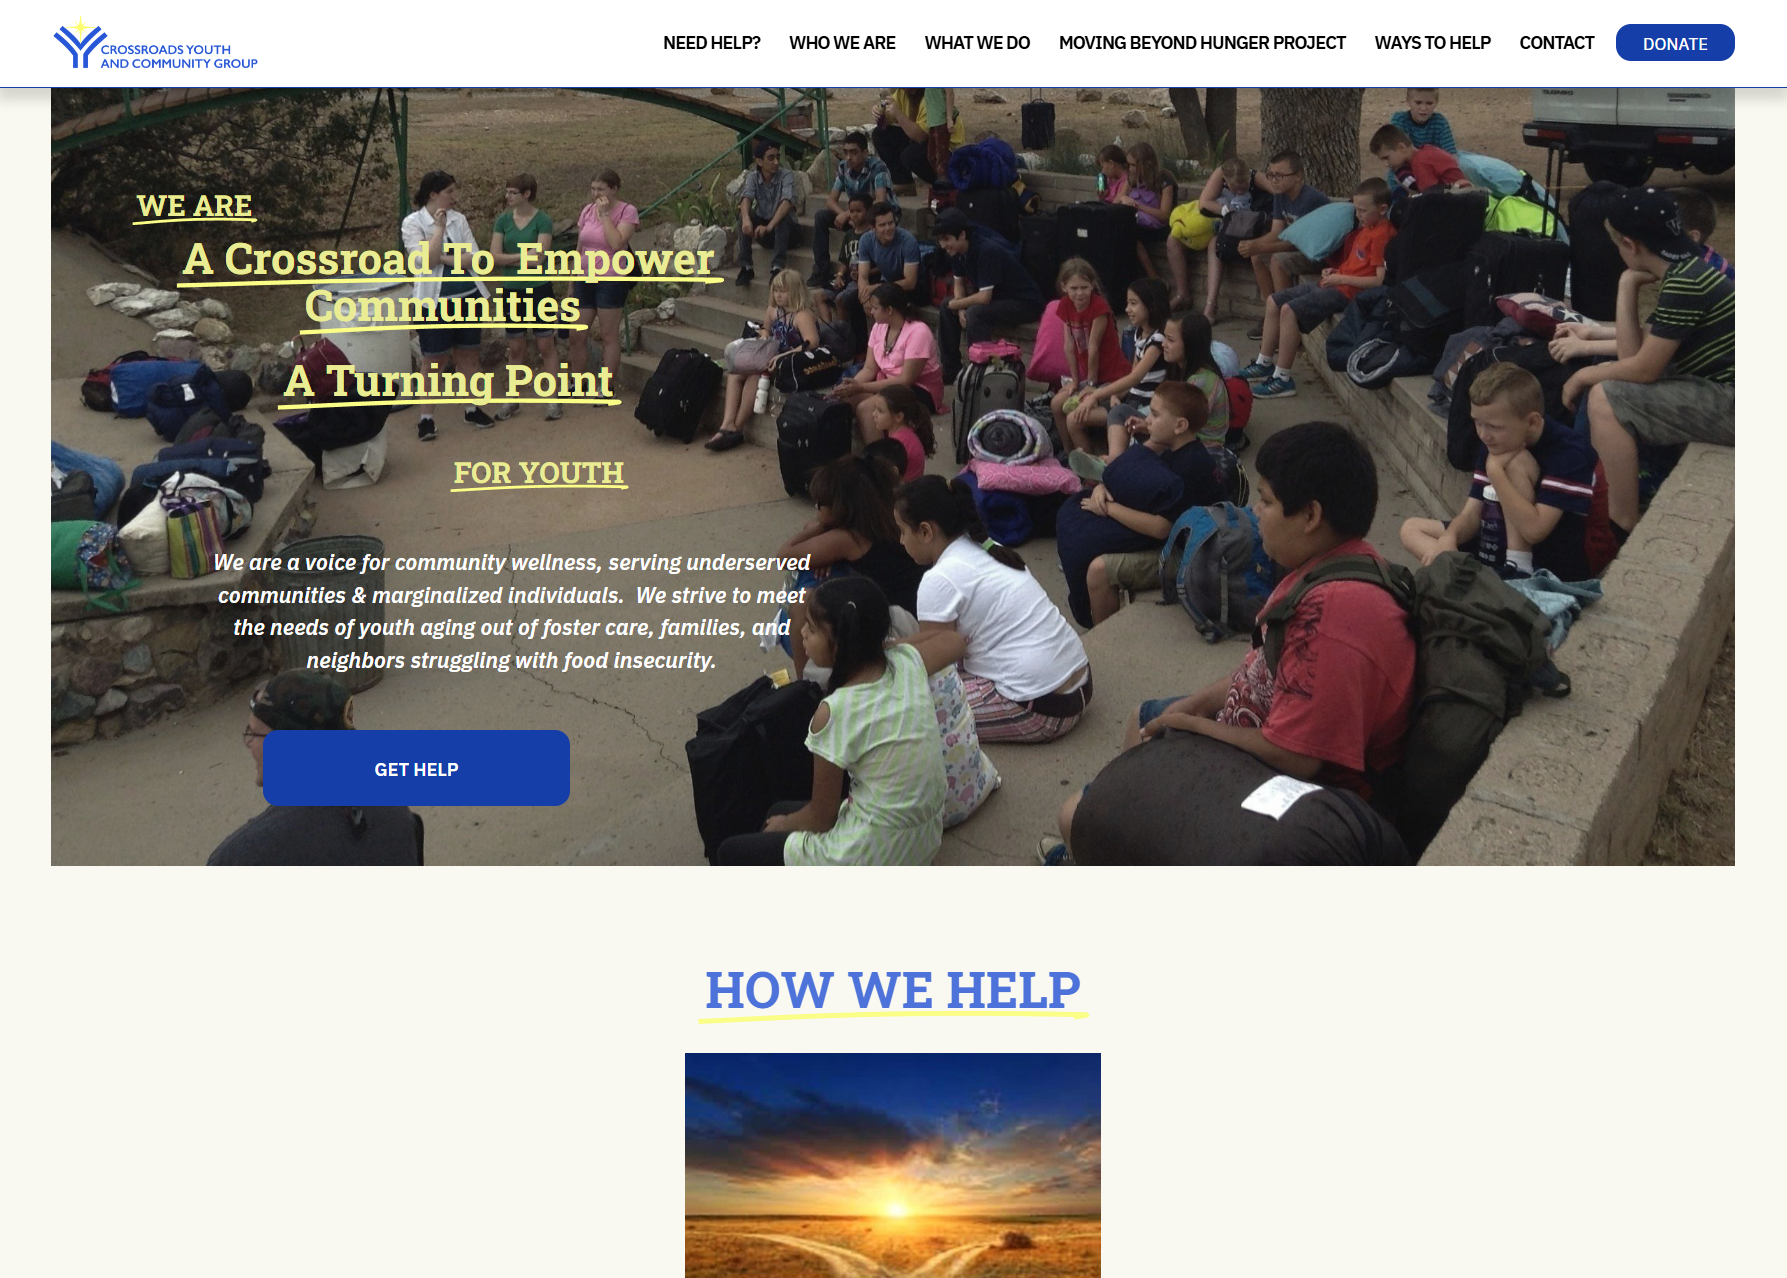 CROSSROADS YOUTH
AND COMMUNITY GROUP
NEED HELP? WHO WE ARE WHAT WE DO MOVING BEYOND HUNGER PROJECT WAYS TO HELP CONTACT DONATE
WE ARE
A Crossroad To Empower
Communities
A Turning Point
FOR YOUTH
We are a voice for community wellness, serving underserved
communities & marginalized individuals. We strive to meet
the needs of youth aging out of foster care, families, and
neighbors struggling with food insecurity.
GET HELP
HOW WE HELP